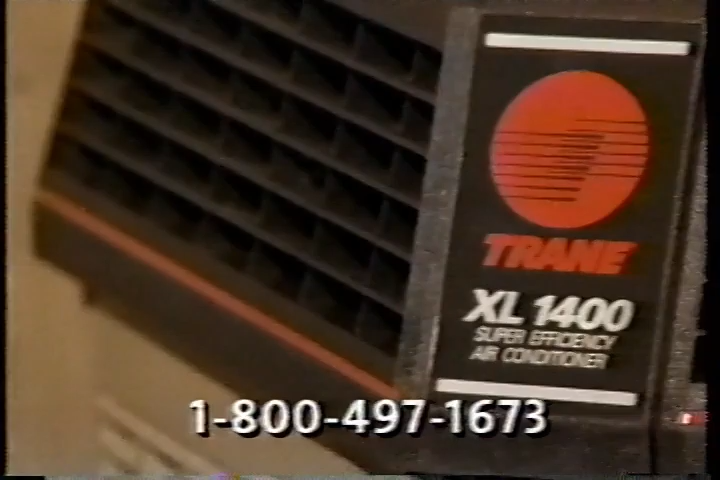 TRANE
XL 1400
SUPER EFFICIENCY
AIR CONDITIONER
1-800-497-1673